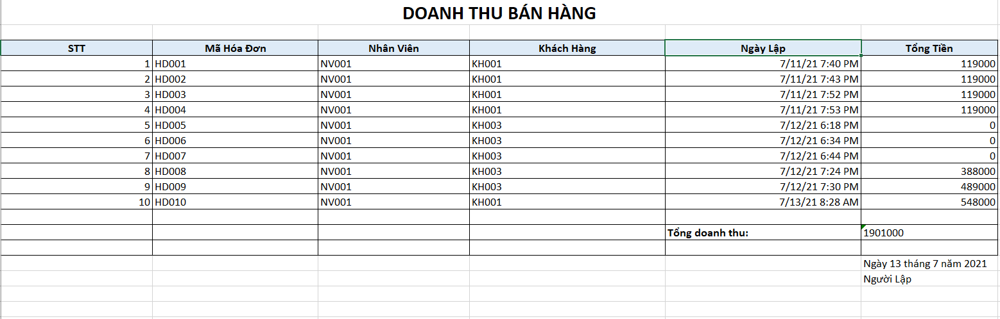 DOANH THU BÁN HÀNG
STT Mã Hóa Đơn Nhân Viên Khách Hàng Ngày Lập Tổng Tiền
1 HD001 NV001 KH001 7/11/21 7:40 PM 119000
2 HD002 NV001 KH001 7/11/21 7:43 PM 119000
3 HD003 NV001 KH001 7/11/21 7:52 PM 119000
4 HD004 NV001 KH001 7/11/21 7:53 PM 119000
5 HD005 NV001 KH003 7/12/21 6:18 PM 0
6 HD006 NV001 KH003 7/12/21 6:34 PM 0
7 HD007 NV001 KH003 7/12/21 6:44 PM 0
8 HD008 NV001 KH003 7/12/21 7:24 PM 388000
9 HD009 NV001 KH003 7/12/21 7:30 PM 489000
10 HD010 NV001 KH001 7/13/21 8:28 AM 548000
Tổng doanh thu: 1901000
Ngày 13 tháng 7 năm 2021
Người Lập